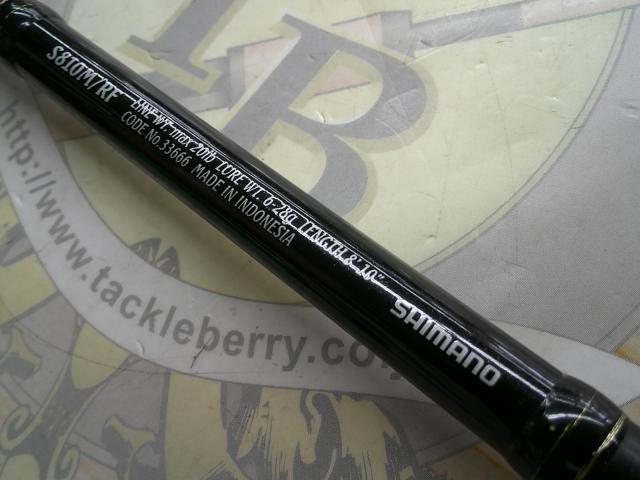 S810M/RF
LINE WT. max 20lb LURE WT. 6-28g LENGTH 8'.10"
CODE No.33666 MADE IN INDONESIA
SHIMANO
TB
http://www.tackleberry.co